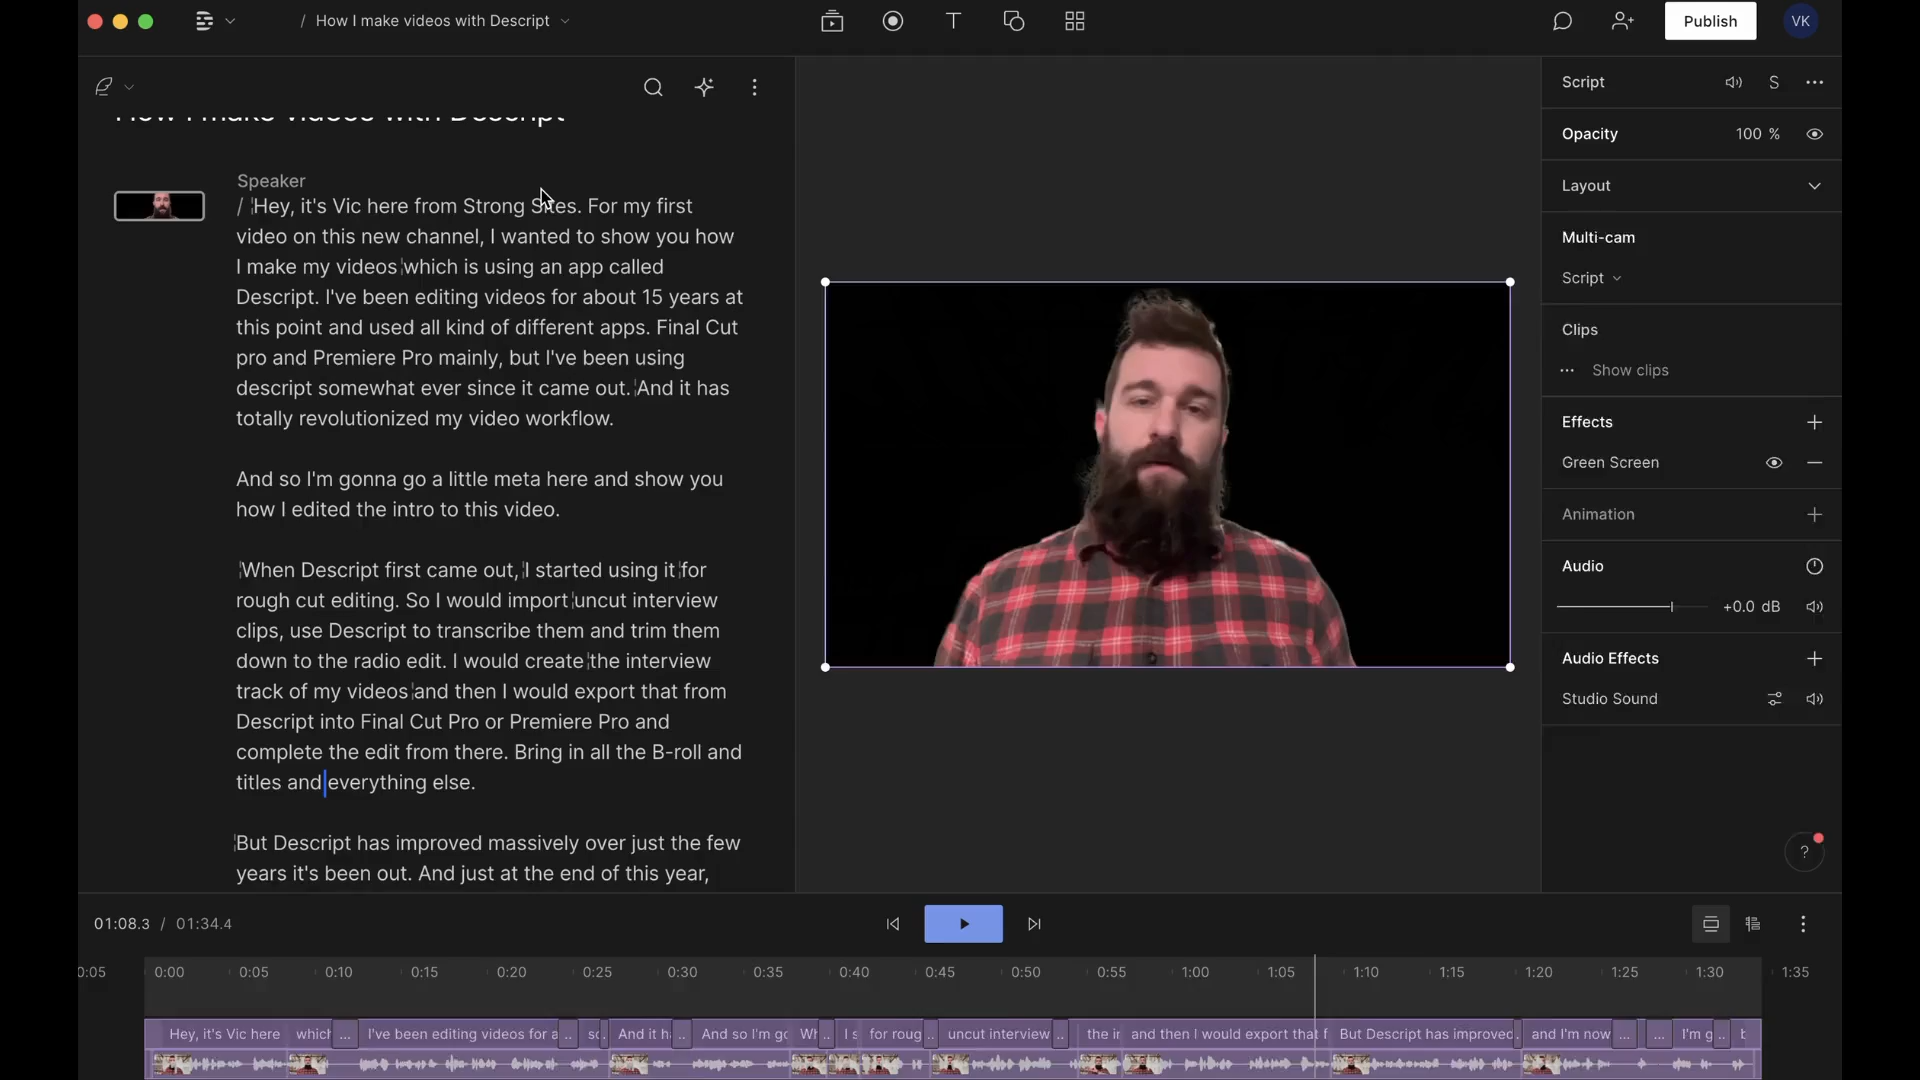 / How I make videos with Descript
Publish
VK
How I make videos with Descript
Speaker
/ Hey, it's Vic here from Strong Sites. For my first
video on this new channel, I wanted to show you how
I make my videos which is using an app called
Descript. I've been editing videos for about 15 years at
this point and used all kind of different apps. Final Cut
pro and Premiere Pro mainly, but I've been using
descript somewhat ever since it came out. And it has
totally revolutionized my video workflow.
And so I'm gonna go a little meta here and show you
how I edited the intro to this video.
When Descript first came out, I started using it for
rough cut editing. So I would import uncut interview
clips, use Descript to transcribe them and trim them
down to the radio edit. I would create the interview
track of my videos and then I would export that from
Descript into Final Cut Pro or Premiere Pro and
complete the edit from there. Bring in all the B-roll and
titles and everything else.
But Descript has improved massively over just the few
years it's been out. And just at the end of this year,
Script
S
Opacity
100 %
Layout
Multi-cam
Script
Clips
Show clips
Effects
Green Screen
Animation
Audio
+0.0 dB
Audio Effects
Studio Sound
?
01:08.3 / 01:34.4
0:05 0:00 0:05 0:10 0:15 0:20 0:25 0:30 0:35 0:40 0:45 0:50 0:55 1:00 1:05 1:10 1:15 1:20 1:25 1:30 1:35
Hey, it's Vic here whicl ... I've been editing videos for a .. so And it h .. And so I'm go Wh .. I s for roug .. uncut interview .. the ir and then I would export that f But Descript has improved . and I'm now ... ... I'm g .. b